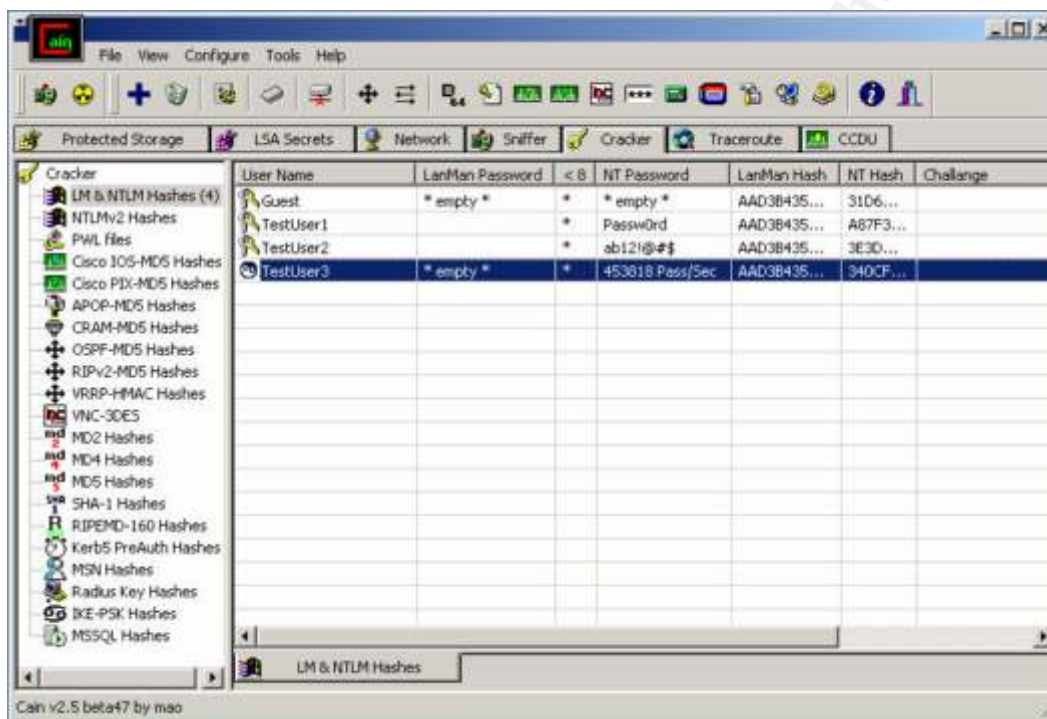 Cain
File View Configure Tools Help
Protected Storage LSA Secrets Network Sniffer Cracker Traceroute CCDU
Cracker
LM & NTLM Hashes (4)
NTLMv2 Hashes
PWL files
Cisco IOS-MD5 Hashes
Cisco PIX-MD5 Hashes
APOP-MD5 Hashes
CRAM-MD5 Hashes
OSPF-MD5 Hashes
RIPv2-MD5 Hashes
VRRP-HMAC Hashes
VNC-3DES
MD2 Hashes
MD4 Hashes
MD5 Hashes
SHA-1 Hashes
RIPEMD-160 Hashes
Kerb5 PreAuth Hashes
MSN Hashes
Radius Key Hashes
IKE-PSK Hashes
MSSQL Hashes
User Name LanMan Password < 8 NT Password LanMan Hash NT Hash Challange
Guest * empty * * * empty * AAD3B435... 31D6...
TestUser1 * Passw0rd AAD3B435... A87F3...
TestUser2 * ab12!@#$ AAD3B435... 3E3D...
TestUser3 * empty * * 453818 Pass/Sec AAD3B435... 340CF...
LM & NTLM Hashes
Cain v2.5 beta47 by mao